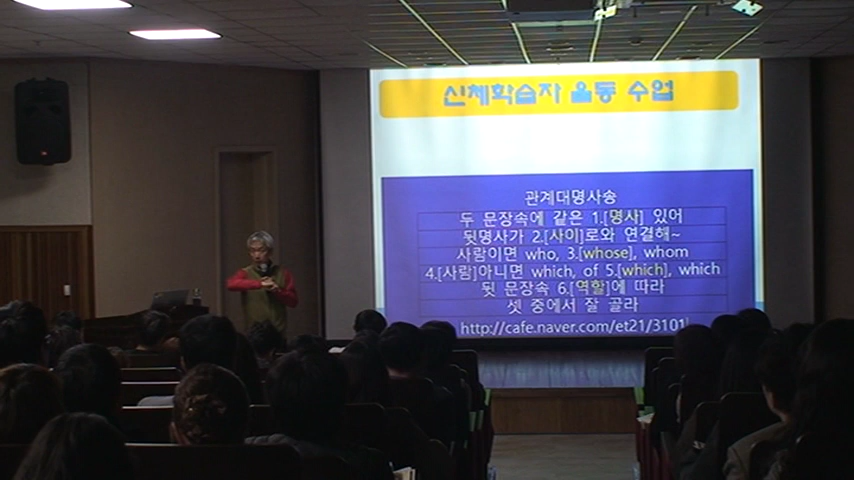 신체학습자 율동 수업
관계대명사송
두 문장속에 같은 1.[명사] 있어
뒷명사가 2.[사이]로와 연결해~
사람이면 who, 3.[whose], whom
4.[사람]아니면 which, of 5.[which], which
뒷 문장속 6.[역할]에 따라
셋 중에서 잘 골라
http://cafe.naver.com/et21/3101